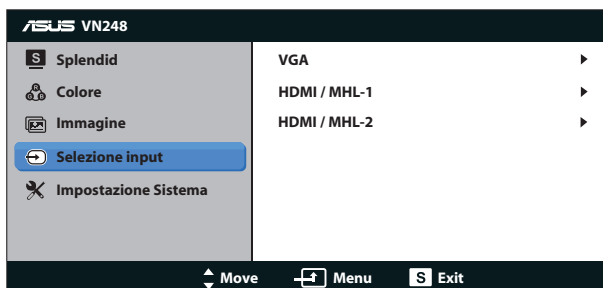 ASUS VN248
S Splendid
Colore
Immagine
Selezione input
Impostazione Sistema
VGA
HDMI / MHL-1
HDMI / MHL-2
Move Menu S Exit